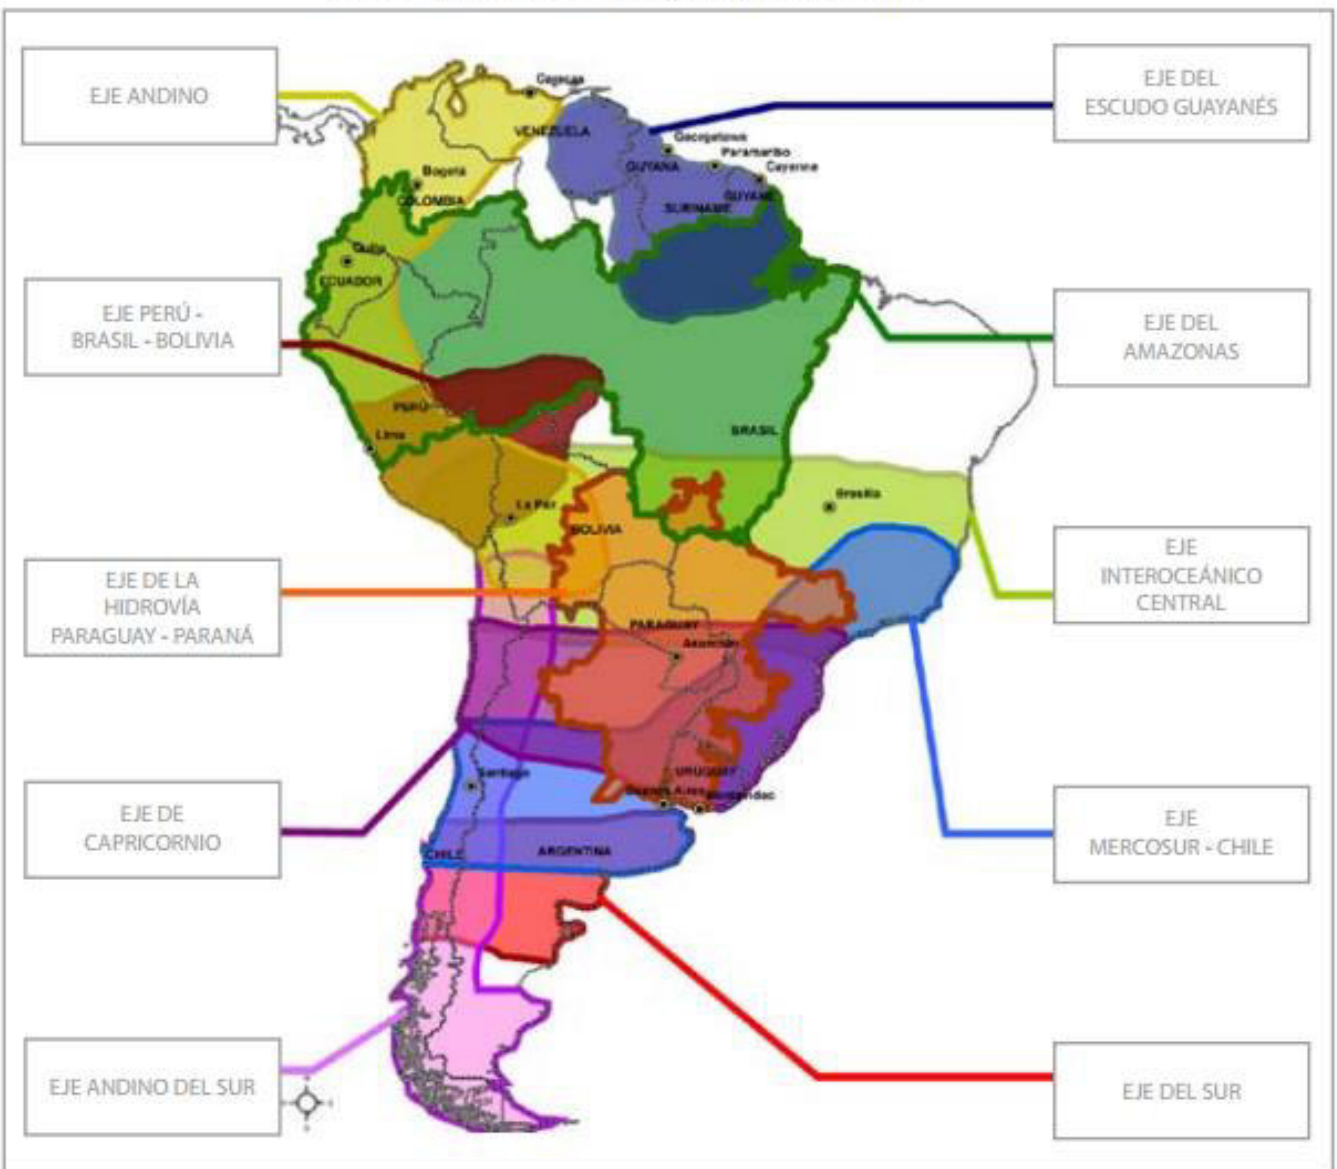 EJE ANDINO
EJE DEL
ESCUDO GUAYANÉS
EJE PERÚ -
BRASIL - BOLIVIA
EJE DEL
AMAZONAS
EJE DE LA
HIDROVÍA
PARAGUAY - PARANÁ
EJE
INTEROCEÁNICO
CENTRAL
EJE DE
CAPRICORNIO
EJE
MERCOSUR - CHILE
EJE ANDINO DEL SUR
EJE DEL SUR
Caracas
VENEZUELA
Paramaribo
GUYANA
Cayenne
Bogotá
COLOMBIA
SURINAME
GUYANE
Quito
ECUADOR
PERÚ
Lima
BRASIL
Brasilia
La Paz
BOLIVIA
PARAGUAY
Asunción
Santiago
URUGUAY
Buenos Aires
Montevideo
CHILE
ARGENTINA